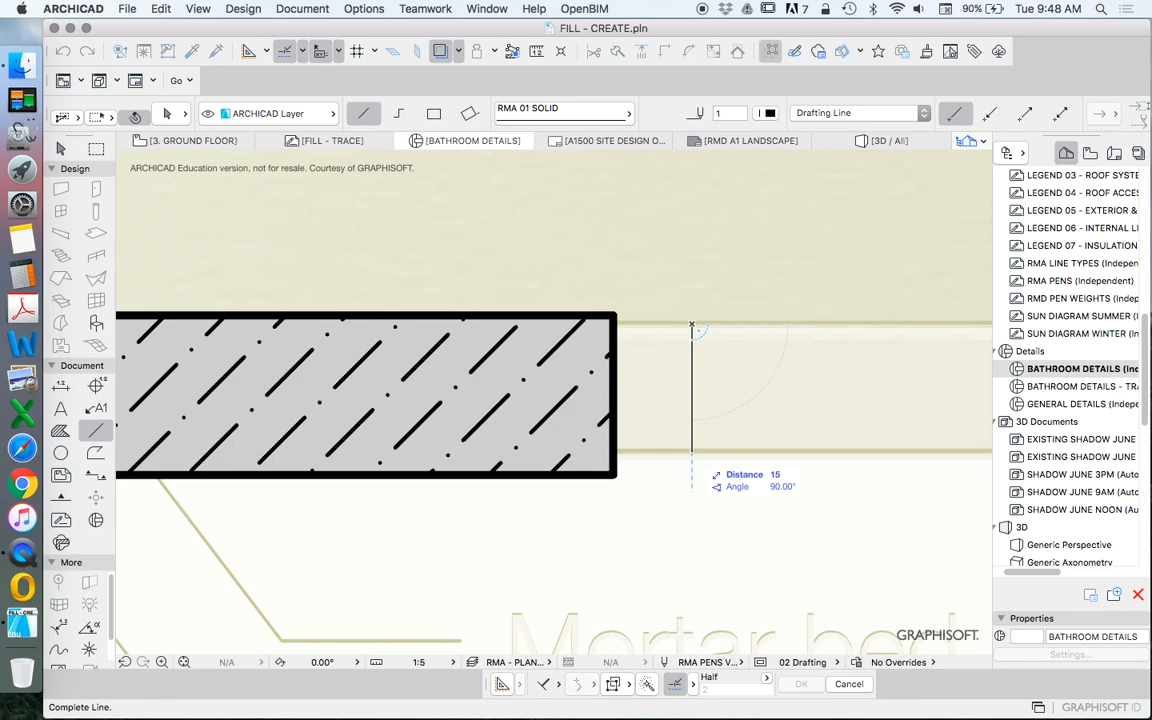 ARCHICAD File Edit View Design Document Options Teamwork Window Help OpenBIM
7 90% Tue 9:48 AM
FILL - CREATE.pln
Go
ARCHICAD Layer
RMA 01 SOLID
1
Drafting Line
[3. GROUND FLOOR]
[FILL - TRACE]
[BATHROOM DETAILS]
[A1500 SITE DESIGN O...
[RMD A1 LANDSCAPE]
[3D / All]
ARCHICAD Education version, not for resale. Courtesy of GRAPHISOFT.
Design
Document
More
Distance 15
Angle 90.00°
Mortar bed
GRAPHISOFT.
LEGEND 03 - ROOF SYSTE
LEGEND 04 - ROOF ACCES
LEGEND 05 - EXTERIOR &
LEGEND 06 - INTERNAL LI
LEGEND 07 - INSULATION
RMA LINE TYPES (Indepen
RMA PENS (Independent)
RMD PEN WEIGHTS (Indepen
SUN DIAGRAM SUMMER (
SUN DIAGRAM WINTER (In
Details
BATHROOM DETAILS (Inc
BATHROOM DETAILS - TRA
GENERAL DETAILS (Indepe
3D Documents
EXISTING SHADOW JUNE
EXISTING SHADOW JUNE
SHADOW JUNE 3PM (Auto
SHADOW JUNE 9AM (Auto
SHADOW JUNE NOON (Au
3D
Generic Perspective
Generic Axonometry
Properties
BATHROOM DETAILS
Settings...
N/A 0.00° 1:5 RMA - PLAN... N/A RMA PENS V... 02 Drafting No Overrides
Half
2
OK
Cancel
Complete Line.
GRAPHISOFT ID